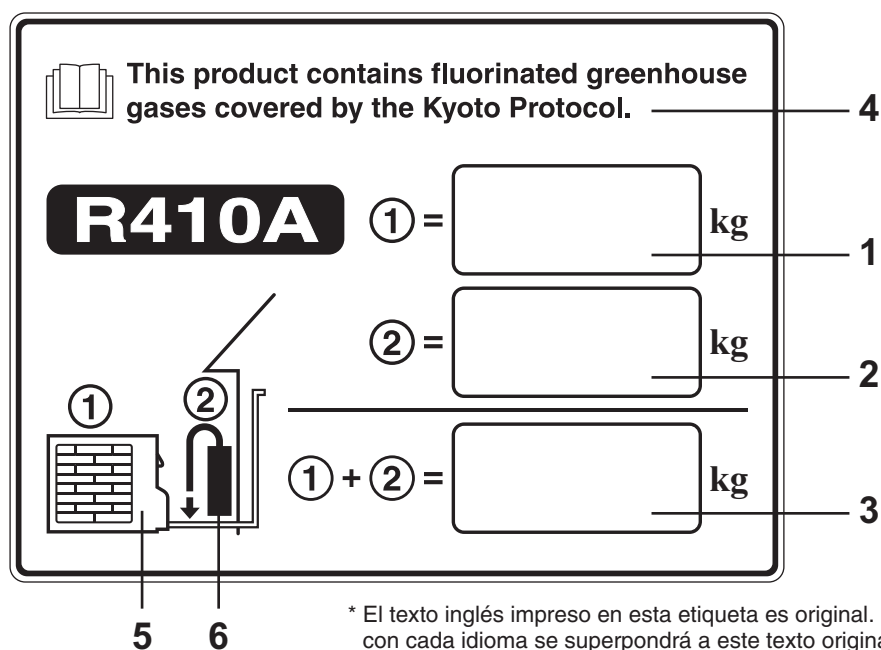 This product contains fluorinated greenhouse
gases covered by the Kyoto Protocol.
4
R410A
① =
kg
1
② =
kg
2
①
②
① + ② =
kg
3
5
6
* El texto inglés impreso en esta etiqueta es original.
con cada idioma se superpondrá a este texto